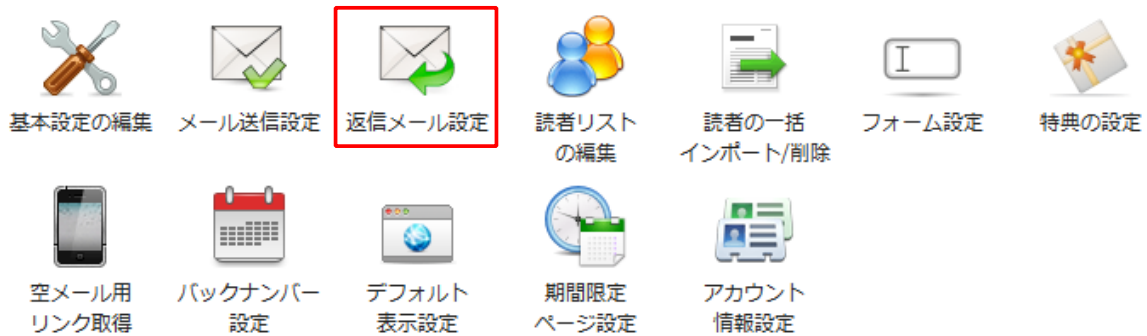 基本設定の編集 メール送信設定 返信メール設定 読者リスト 読者の一括 フォーム設定 特典の設定
の編集 インポート/削除
空メール用 バックナンバー デフォルト 期間限定 アカウント
リンク取得 設定 表示設定 ページ設定 情報設定